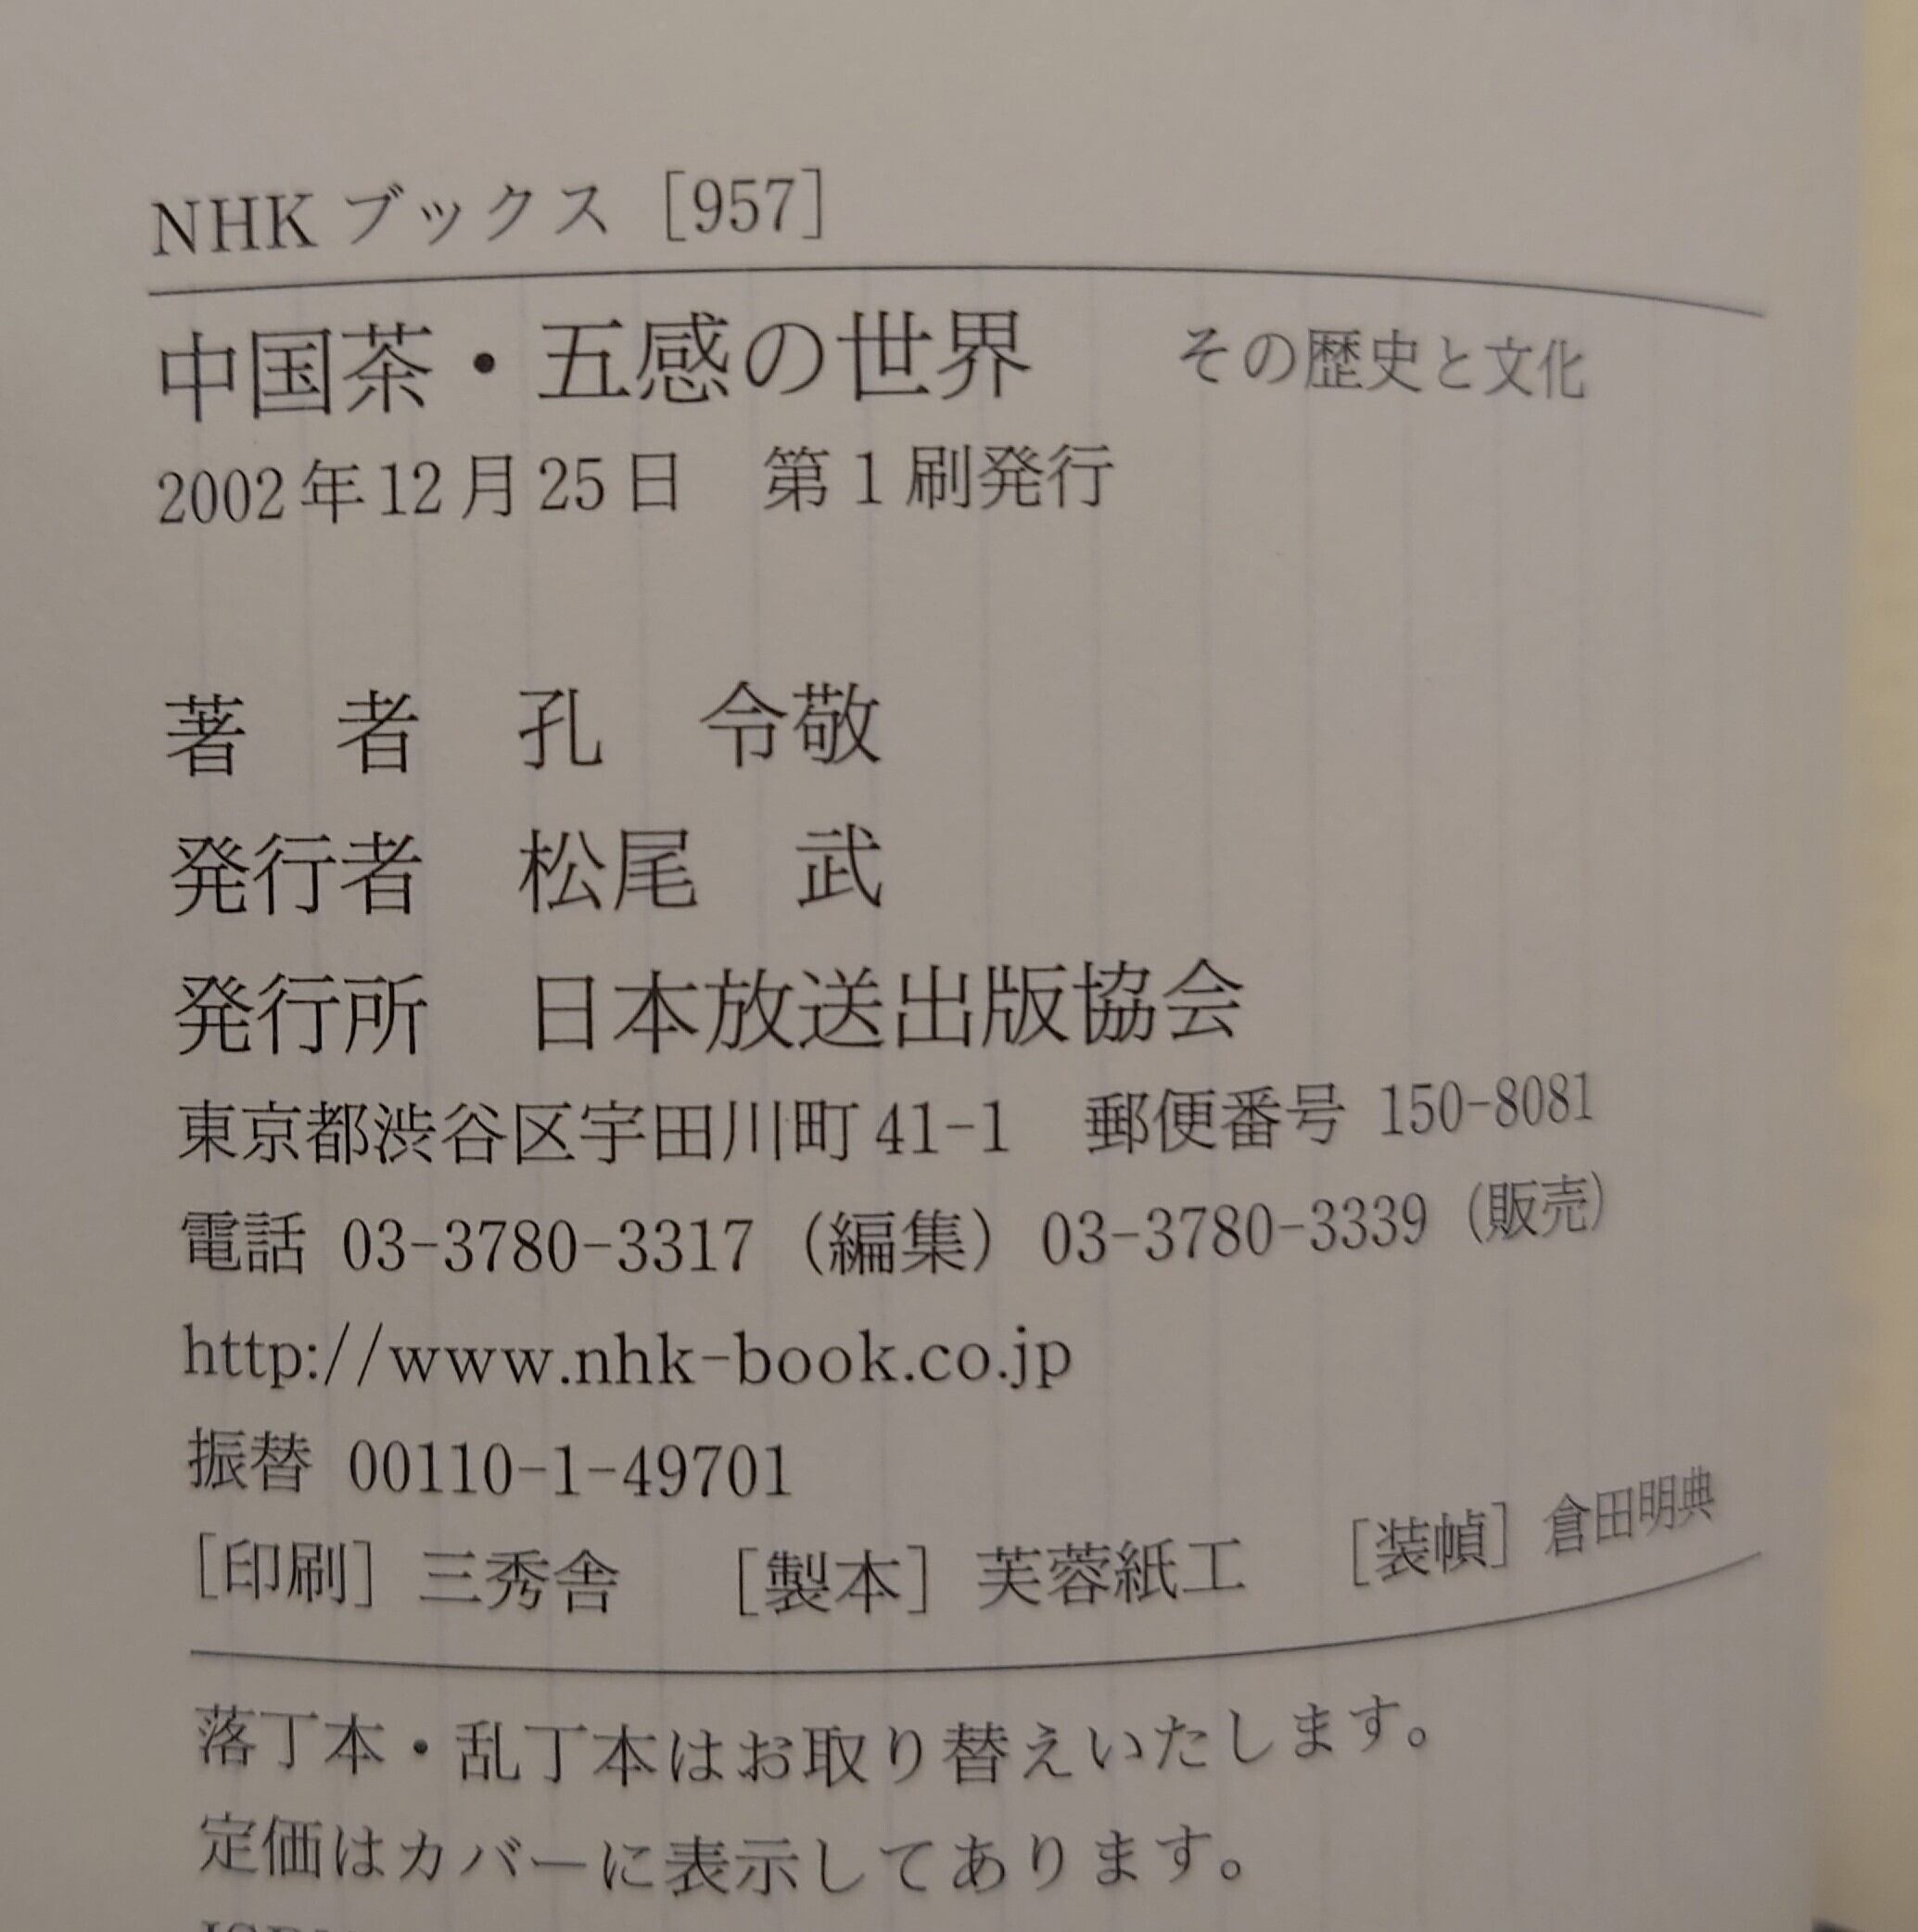 NHK ブックス [957]
中国茶・五感の世界　その歴史と文化
2002年12月25日　第1刷発行
著　者　孔　令敬
発行者　松尾　武
発行所　日本放送出版協会
東京都渋谷区宇田川町41-1　郵便番号 150-8081
電話 03-3780-3317（編集）03-3780-3339（販売）
http://www.nhk-book.co.jp
振替 00110-1-49701
[印刷] 三秀舎　[製本] 芙蓉紙工　[装幀] 倉田明典
落丁本・乱丁本はお取り替えいたします。
定価はカバーに表示してあります。